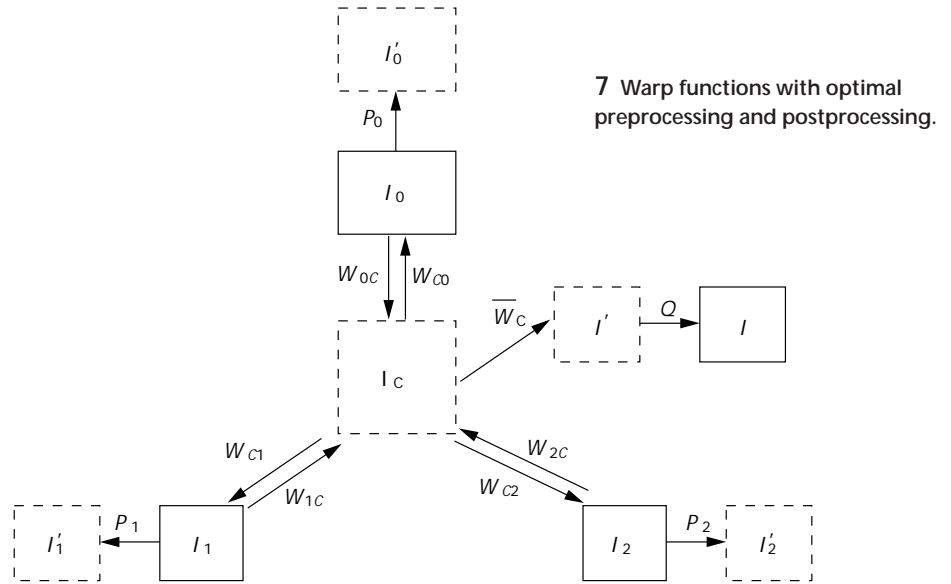 I′0
7 Warp functions with optimal
preprocessing and postprocessing.
P0
I0
W0C WC0
W̅C
I′ Q I
IC
WC1
W1C
W2C
WC2
I′1 P1 I1
I2 P2 I′2